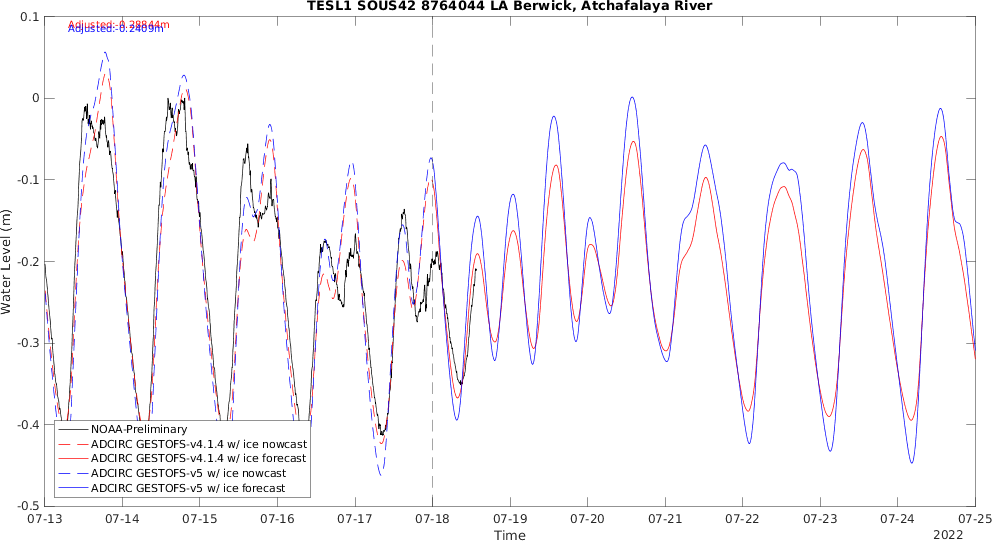 TESL1 SOUS42 8764044 LA Berwick, Atchafalaya River
Adjusted:-0.28844m
Adjusted:-0.2409m
0.1
0
-0.1
-0.2
-0.3
-0.4
-0.5
Water Level (m)
NOAA-Preliminary
ADCIRC GESTOFS-v4.1.4 w/ ice nowcast
ADCIRC GESTOFS-v4.1.4 w/ ice forecast
ADCIRC GESTOFS-v5 w/ ice nowcast
ADCIRC GESTOFS-v5 w/ ice forecast
07-13 07-14 07-15 07-16 07-17 07-18 07-19 07-20 07-21 07-22 07-23 07-24 07-25
Time
2022